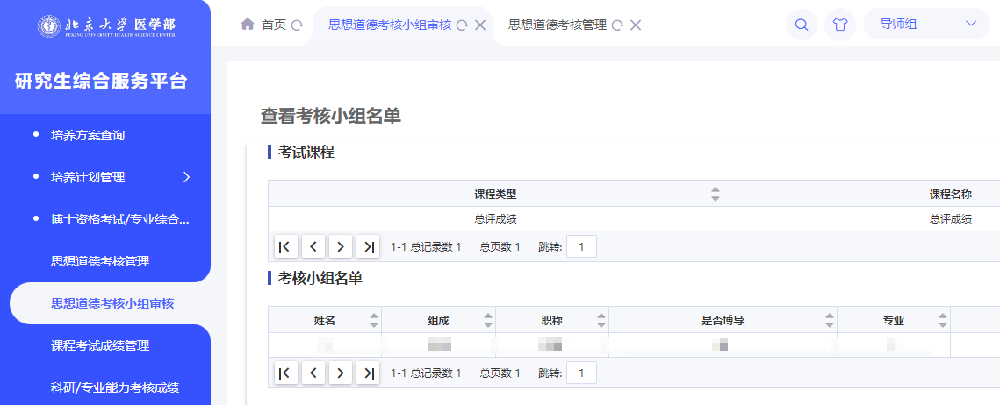 北京大学医学部
PEKING UNIVERSITY HEALTH SCIENCE CENTER
首页
思想道德考核小组审核
思想道德考核管理
导师组
研究生综合服务平台
培养方案查询
培养计划管理
博士资格考试/专业综合...
思想道德考核管理
思想道德考核小组审核
课程考试成绩管理
科研/专业能力考核成绩
查看考核小组名单
考试课程
课程类型 课程名称
总评成绩 总评成绩
1-1 总记录数 1 总页数 1 跳转: 1
考核小组名单
姓名 组成 职称 是否博导 专业
1-1 总记录数 1 总页数 1 跳转: 1